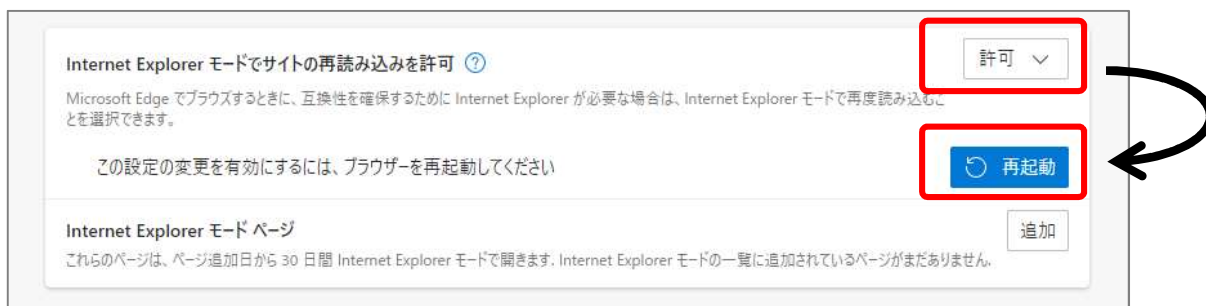 Internet Explorer モードでサイトの再読み込みを許可 ?
許可
Microsoft Edge でブラウズするときに、互換性を確保するために Internet Explorer が必要な場合は、Internet Explorer モードで再度読み込むこ
とを選択できます。
この設定の変更を有効にするには、ブラウザーを再起動してください
再起動
Internet Explorer モード ページ
追加
これらのページは、ページ追加日から 30 日間 Internet Explorer モードで開きます. Internet Explorer モードの一覧に追加されているページがまだありません.